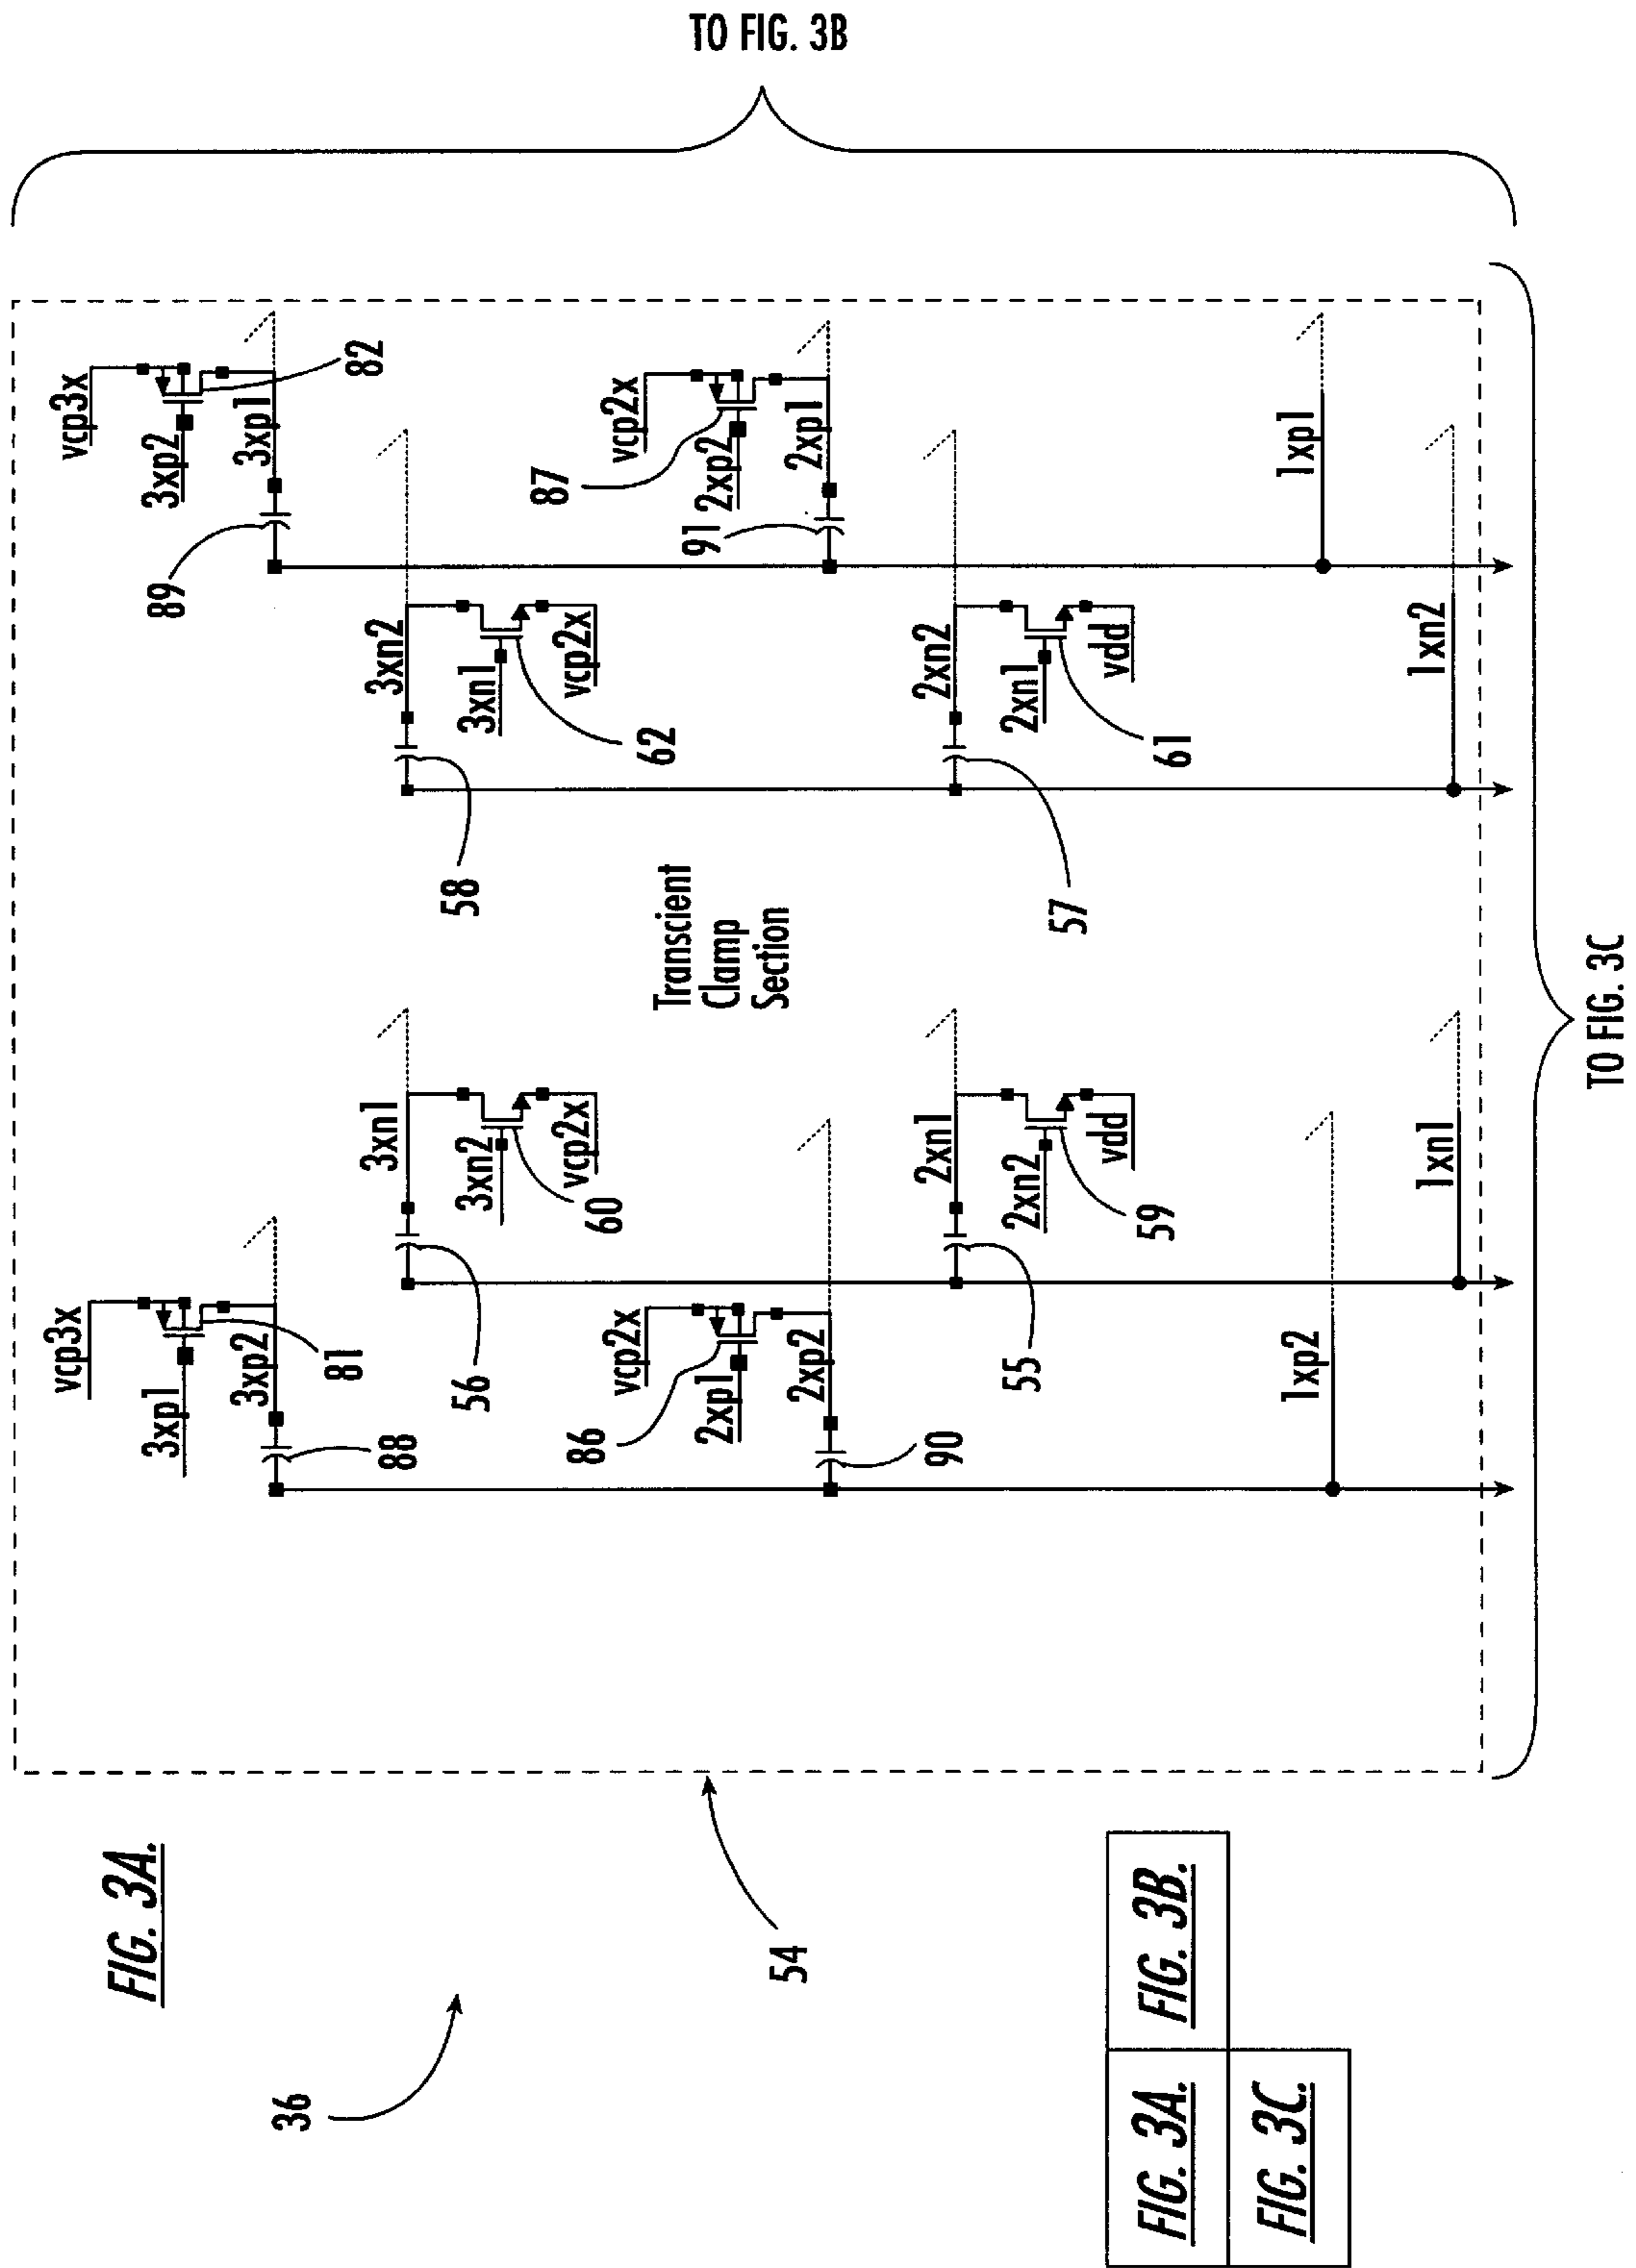 FIG. 3A.
36
54
vcp3x
3xp1
3xp2
81
88
3xn1
3xn2
vcp2x
60
56
vcp2x
2xp1
2xp2
86
90
2xn1
2xn2
vdd
59
55
1xp2
1xn1
Transcient
Clamp
Section
vcp3x
3xp2
3xp1
82
89
3xn2
3xn1
vcp2x
62
58
vcp2x
2xp2
2xp1
87
91
2xn2
2xn1
vdd
61
57
1xp1
1xn2
TO FIG. 3B
TO FIG. 3C
FIG. 3A.
FIG. 3B.
FIG. 3C.